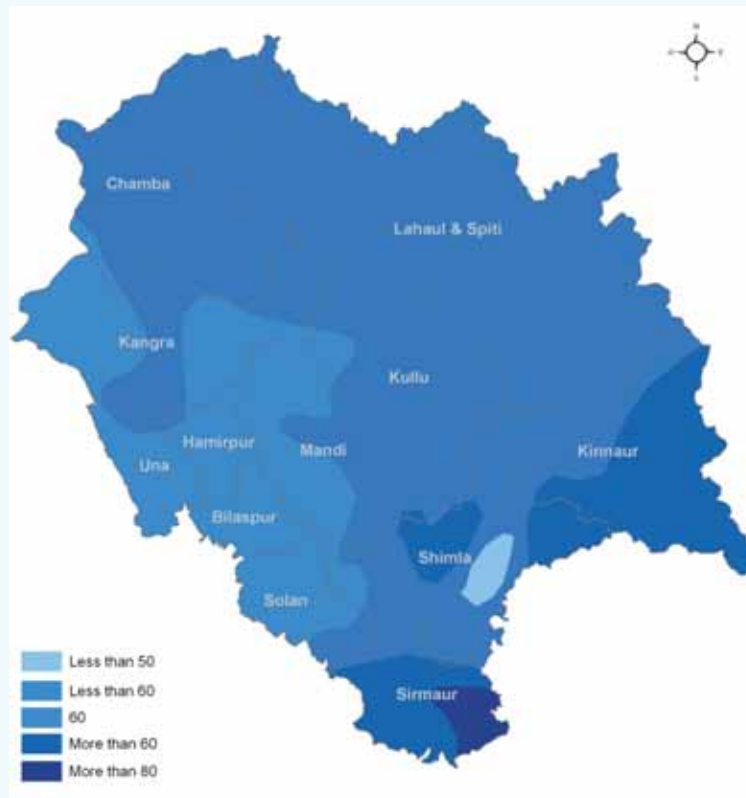 N
Chamba
Lahaul & Spiti
Kangra
Kullu
Hamirpur
Mandi
Kinnaur
Una
Bilaspur
Shimla
Solan
Less than 50
Less than 60
60
More than 60
More than 80
Sirmaur